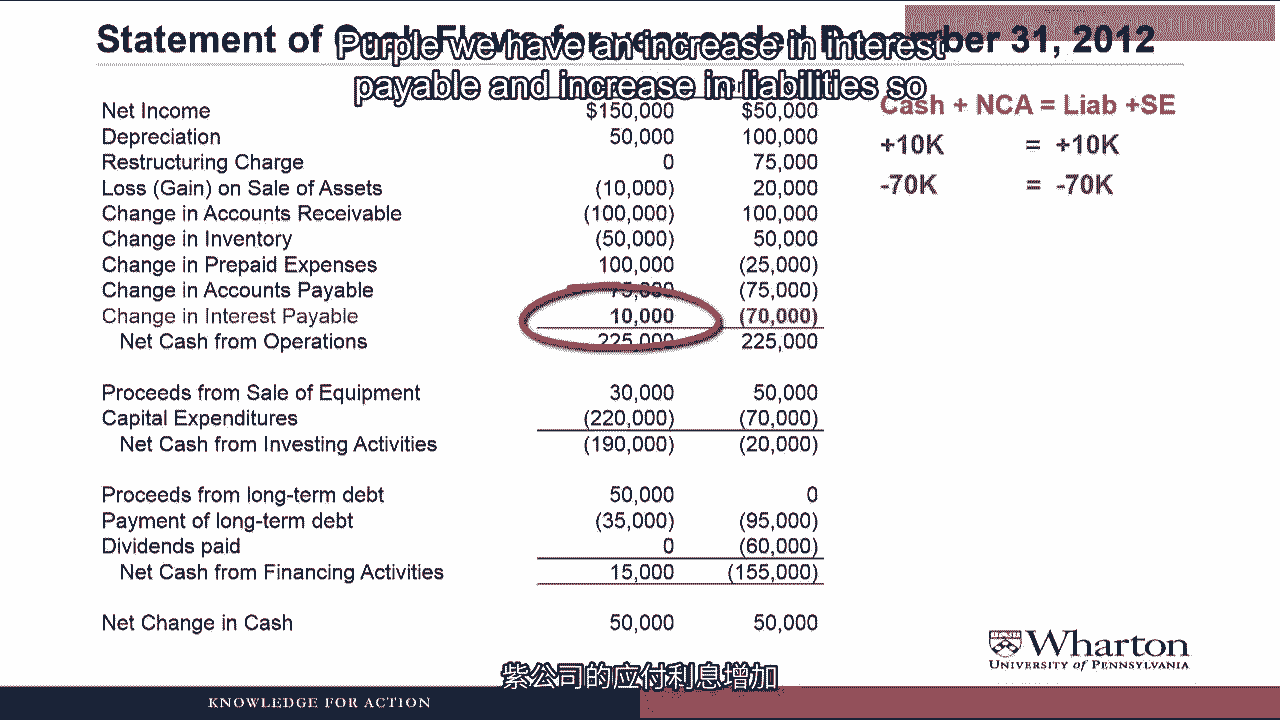 Statement of Cash Flows for year ended December 31, 2012
Purple we have an increase in interest
payable and increase in liabilities so
Cash + NCA = Liab +SE
+10K = +10K
-70K = -70K
Net Income $150,000 $50,000
Depreciation 50,000 100,000
Restructuring Charge 0 75,000
Loss (Gain) on Sale of Assets (10,000) 20,000
Change in Accounts Receivable (100,000) 100,000
Change in Inventory (50,000) 50,000
Change in Prepaid Expenses 100,000 (25,000)
Change in Accounts Payable 75,000 (75,000)
Change in Interest Payable 10,000 (70,000)
Net Cash from Operations 225,000 225,000
Proceeds from Sale of Equipment 30,000 50,000
Capital Expenditures (220,000) (70,000)
Net Cash from Investing Activities (190,000) (20,000)
Proceeds from long-term debt 50,000 0
Payment of long-term debt (35,000) (95,000)
Dividends paid 0 (60,000)
Net Cash from Financing Activities 15,000 (155,000)
Net Change in Cash 50,000 50,000
Wharton
UNIVERSITY of PENNSYLVANIA
紫公司的应付利息增加
KNOWLEDGE FOR ACTION